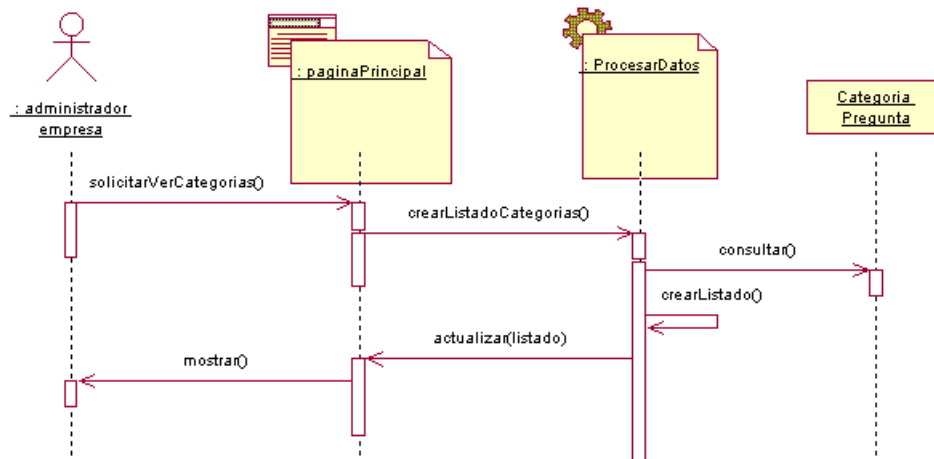 : administrador
empresa
: paginaPrincipal
: ProcesarDatos
Categoria
Pregunta
solicitarVerCategorias()
crearListadoCategorias()
consultar()
crearListado()
actualizar(listado)
mostrar()